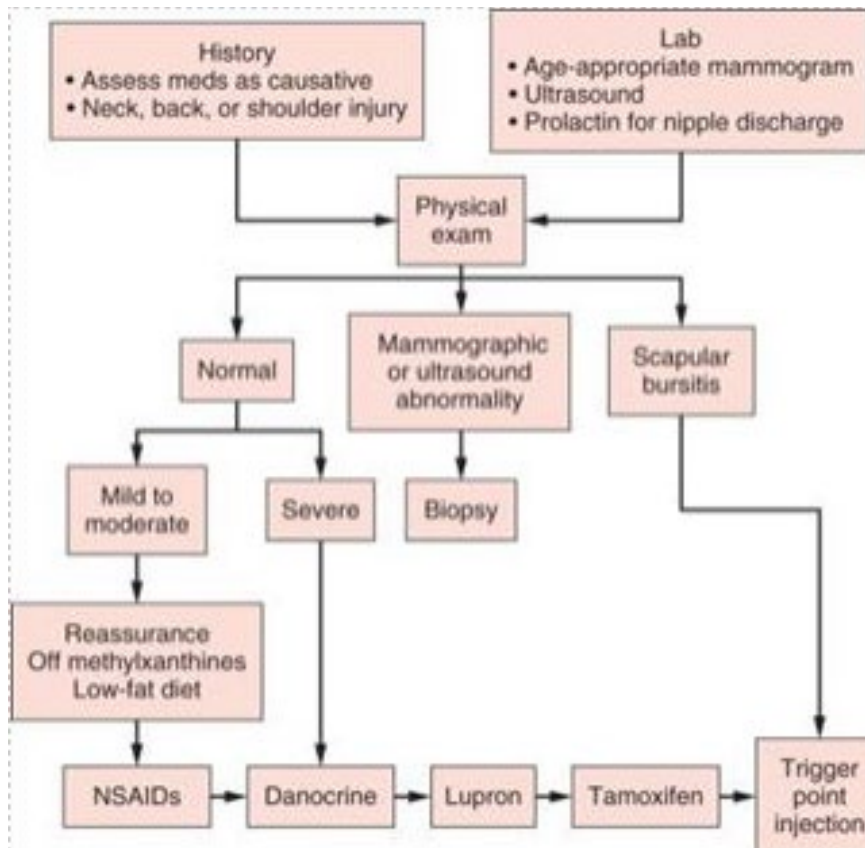 History
• Assess meds as causative
• Neck, back, or shoulder injury
Lab
• Age-appropriate mammogram
• Ultrasound
• Prolactin for nipple discharge
Physical
exam
Normal
Mammographic
or ultrasound
abnormality
Scapular
bursitis
Mild to
moderate
Severe
Biopsy
Reassurance
Off methylxanthines
Low-fat diet
NSAIDs
Danocrine
Lupron
Tamoxifen
Trigger
point
injection